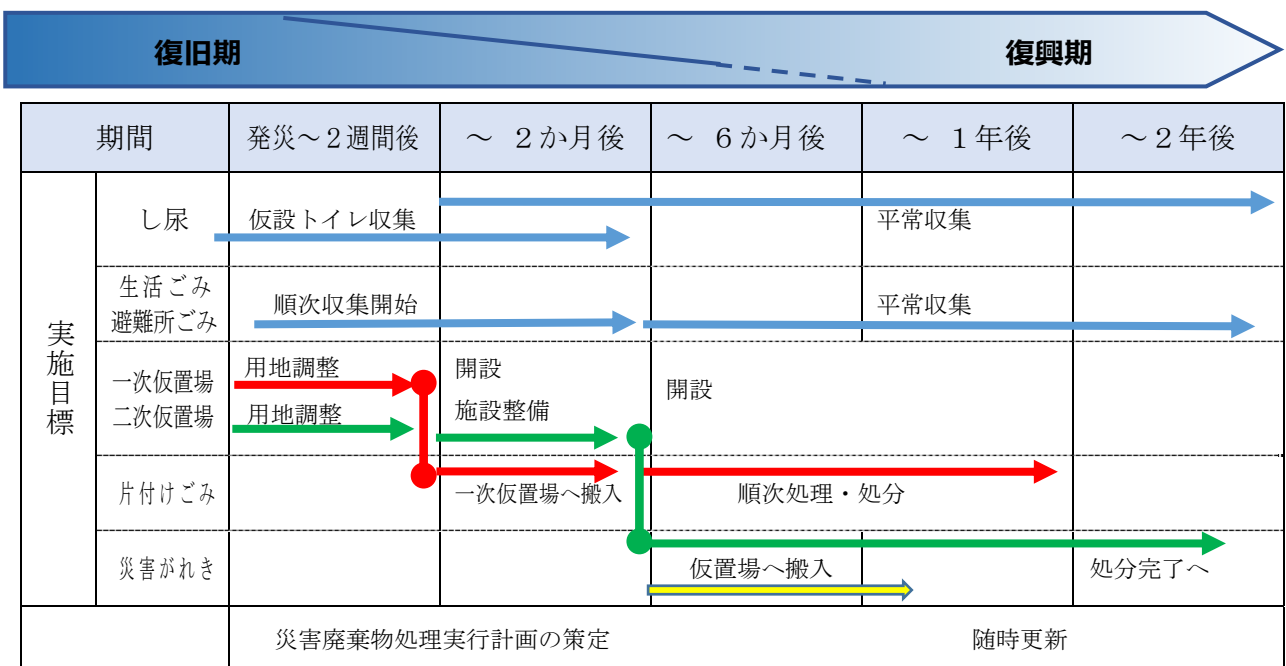 復旧期 復興期
期間 発災～２週間後 ～ ２か月後 ～ ６か月後 ～ １年後 ～２年後
実施目標
し尿 仮設トイレ収集 平常収集
生活ごみ
避難所ごみ
順次収集開始 平常収集
一次仮置場 用地調整 開設
二次仮置場 用地調整 施設整備 開設
片付けごみ 一次仮置場へ搬入 順次処理・処分
災害がれき 仮置場へ搬入 処分完了へ
災害廃棄物処理実行計画の策定 随時更新